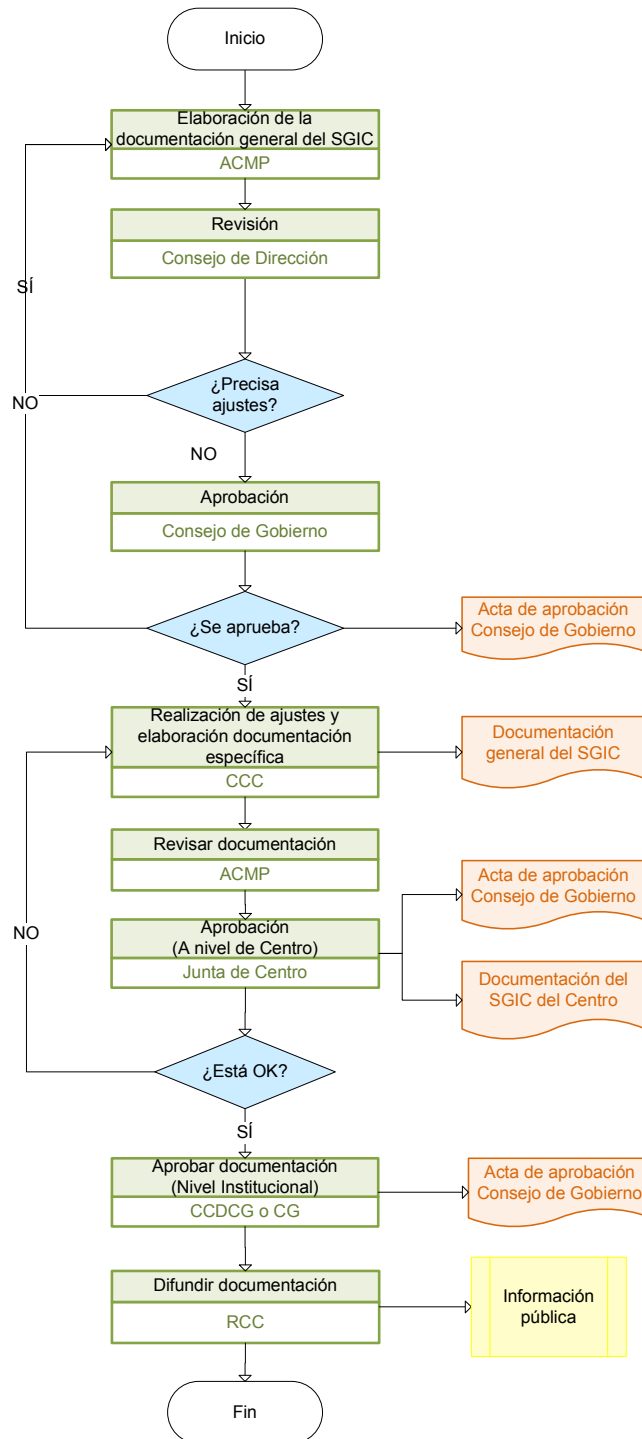 Inicio
Elaboración de la
documentación general del SGIC
ACMP
Revisión
Consejo de Dirección
SÍ
¿Precisa
ajustes?
NO
NO
Aprobación
Consejo de Gobierno
¿Se aprueba?
Acta de aprobación
Consejo de Gobierno
SÍ
Realización de ajustes y
elaboración documentación
específica
CCC
Documentación
general del SGIC
Revisar documentación
ACMP
Acta de aprobación
Consejo de Gobierno
NO
Aprobación
(A nivel de Centro)
Junta de Centro
Documentación del
SGIC del Centro
¿Está OK?
SÍ
Aprobar documentación
(Nivel Institucional)
CCDCG o CG
Acta de aprobación
Consejo de Gobierno
Difundir documentación
RCC
Información
pública
Fin